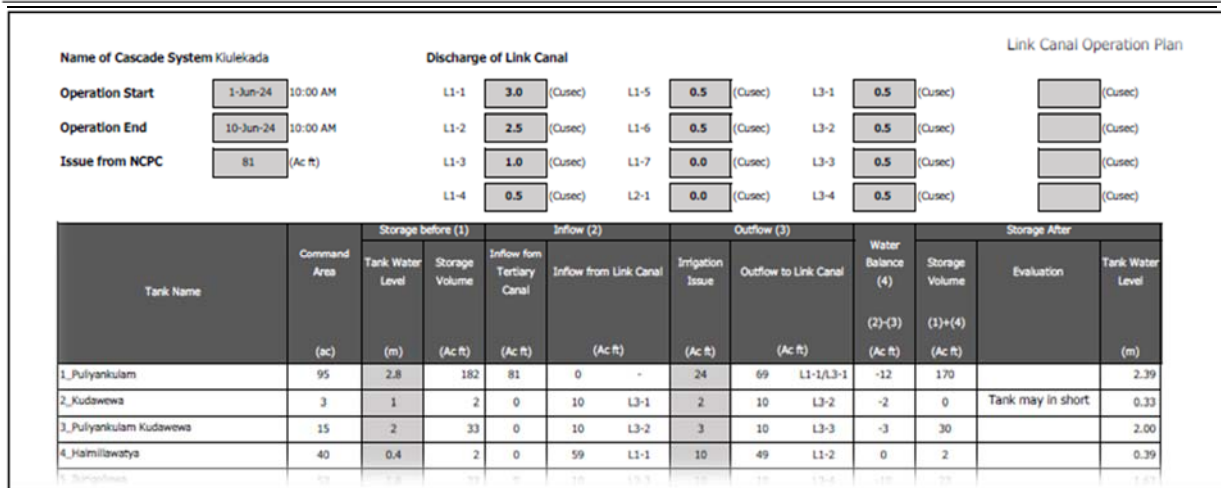 Link Canal Operation Plan
Name of Cascade System Kiulekada Discharge of Link Canal
Operation Start 1-Jun-24 10:00 AM L1-1 3.0 (Cusec) L1-5 0.5 (Cusec) L3-1 0.5 (Cusec) (Cusec)
Operation End 10-Jun-24 10:00 AM L1-2 2.5 (Cusec) L1-6 0.5 (Cusec) L3-2 0.5 (Cusec) (Cusec)
Issue from NCPC 81 (Ac ft) L1-3 1.0 (Cusec) L1-7 0.0 (Cusec) L3-3 0.5 (Cusec) (Cusec)
L1-4 0.5 (Cusec) L2-1 0.0 (Cusec) L3-4 0.5 (Cusec) (Cusec)
Storage before (1) Inflow (2) Outflow (3) Storage After
Tank Name Command Area Tank Water Level Storage Volume Inflow fom Tertiary Canal Inflow from Link Canal Irrigation Issue Outflow to Link Canal Water Balance (4) Storage Volume Evaluation Tank Water Level
(2)-(3) (1)+(4)
(ac) (m) (Ac ft) (Ac ft) (Ac ft) (Ac ft) (Ac ft) (Ac ft) (Ac ft) (m)
1_Puliyankulam 95 2.8 182 81 0 - 24 69 L1-1/L3-1 -12 170 2.39
2_Kudawewa 3 1 2 0 10 L3-1 2 10 L3-2 -2 0 Tank may in short 0.33
3_Puliyankulam Kudawewa 15 2 33 0 10 L3-2 3 10 L3-3 -3 30 2.00
4_Halmillawatya 40 0.4 2 0 59 L1-1 10 49 L1-2 0 2 0.39